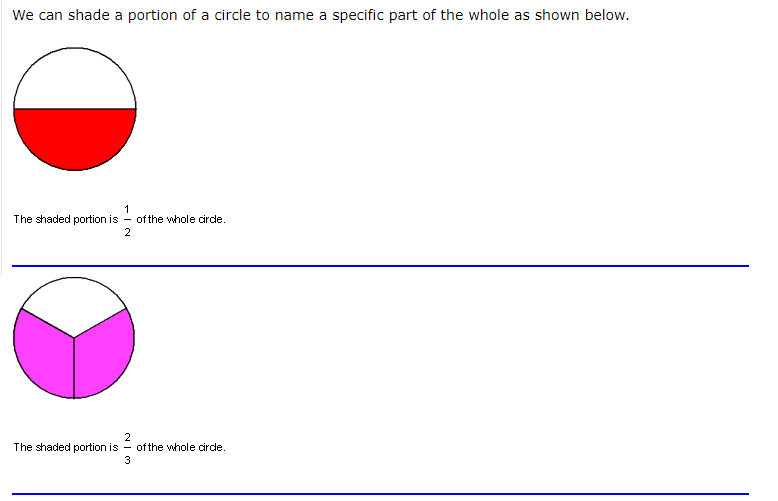 We can shade a portion of a circle to name a specific part of the whole as shown below.
The shaded portion is 1/2 of the whole circle.
The shaded portion is 2/3 of the whole circle.